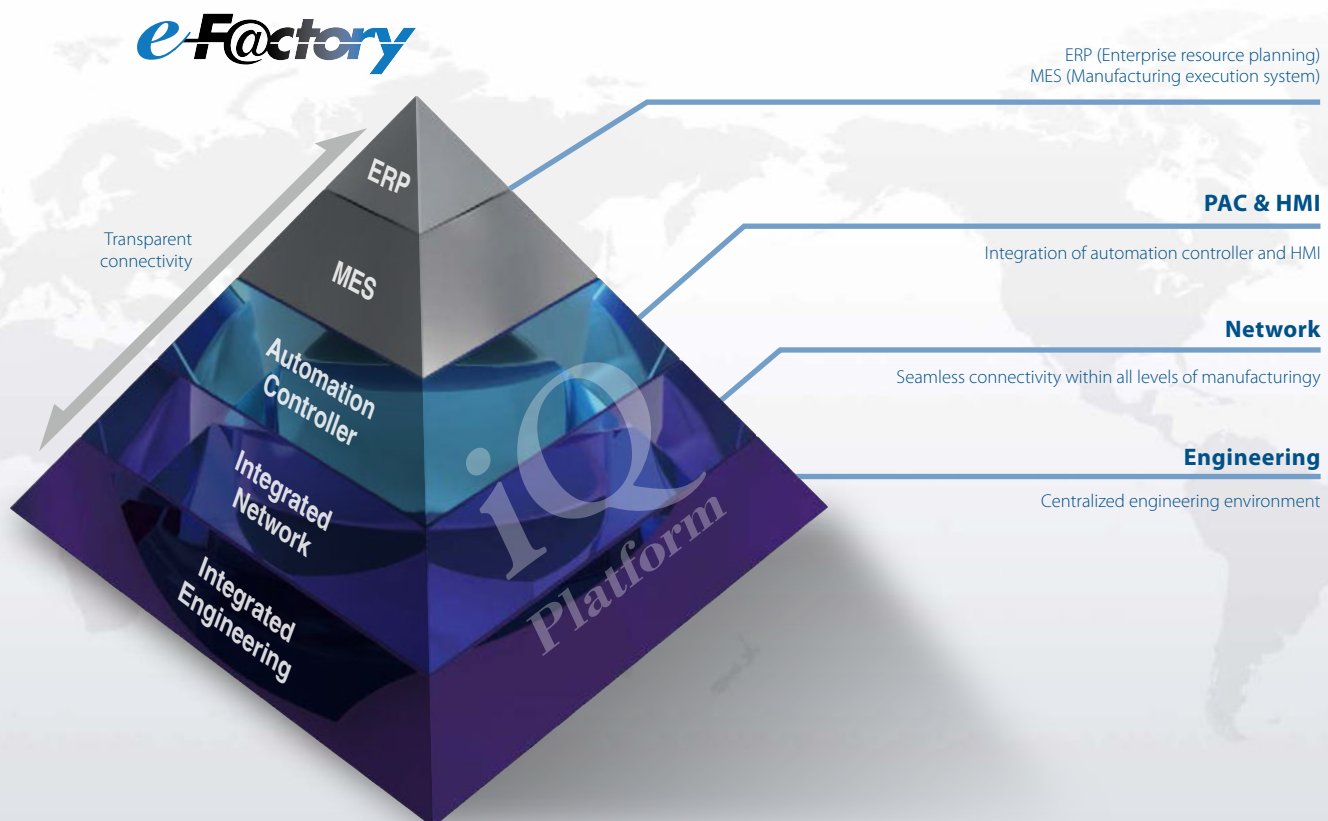 e-F@ctory
ERP (Enterprise resource planning)
MES (Manufacturing execution system)
ERP
PAC & HMI
Transparent
connectivity
Integration of automation controller and HMI
MES
Network
Automation
Controller
Seamless connectivity within all levels of manufacturingy
iQ
Platform
Engineering
Integrated
Network
Centralized engineering environment
Integrated
Engineering